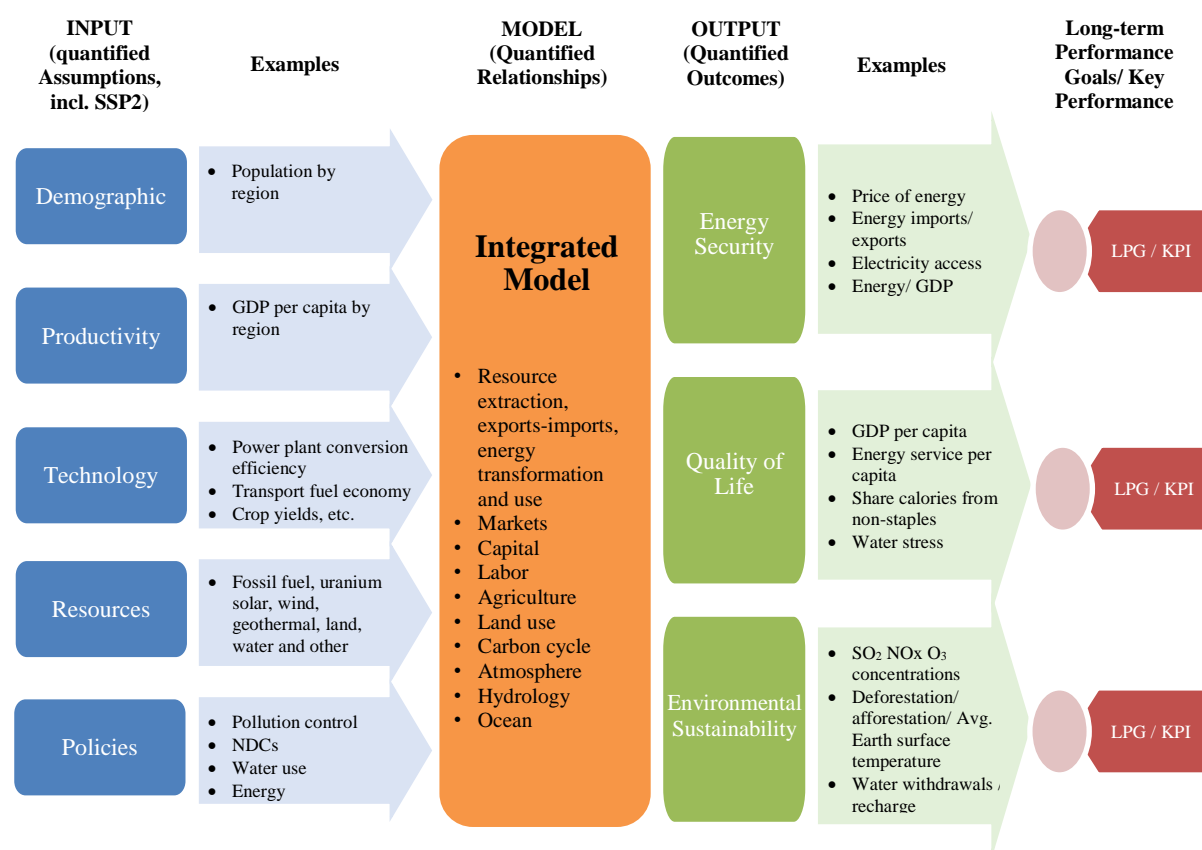 INPUT
(quantified
Assumptions,
incl. SSP2)
Examples
MODEL
(Quantified
Relationships)
OUTPUT
(Quantified
Outcomes)
Examples
Long-term
Performance
Goals/ Key
Performance
Demographic
• Population by
region
Productivity
• GDP per capita by
region
Technology
• Power plant conversion
efficiency
• Transport fuel economy
• Crop yields, etc.
Resources
• Fossil fuel, uranium
solar, wind,
geothermal, land,
water and other
Policies
• Pollution control
• NDCs
• Water use
• Energy
Integrated
Model
• Resource
extraction,
exports-imports,
energy
transformation
and use
• Markets
• Capital
• Labor
• Agriculture
• Land use
• Carbon cycle
• Atmosphere
• Hydrology
• Ocean
Energy
Security
• Price of energy
• Energy imports/
exports
• Electricity access
• Energy/ GDP
LPG / KPI
Quality of
Life
• GDP per capita
• Energy service per
capita
• Share calories from
non-staples
• Water stress
LPG / KPI
Environmental
Sustainability
• SO₂ NOx O₃
concentrations
• Deforestation/
afforestation/ Avg.
Earth surface
temperature
• Water withdrawals /
recharge
LPG / KPI